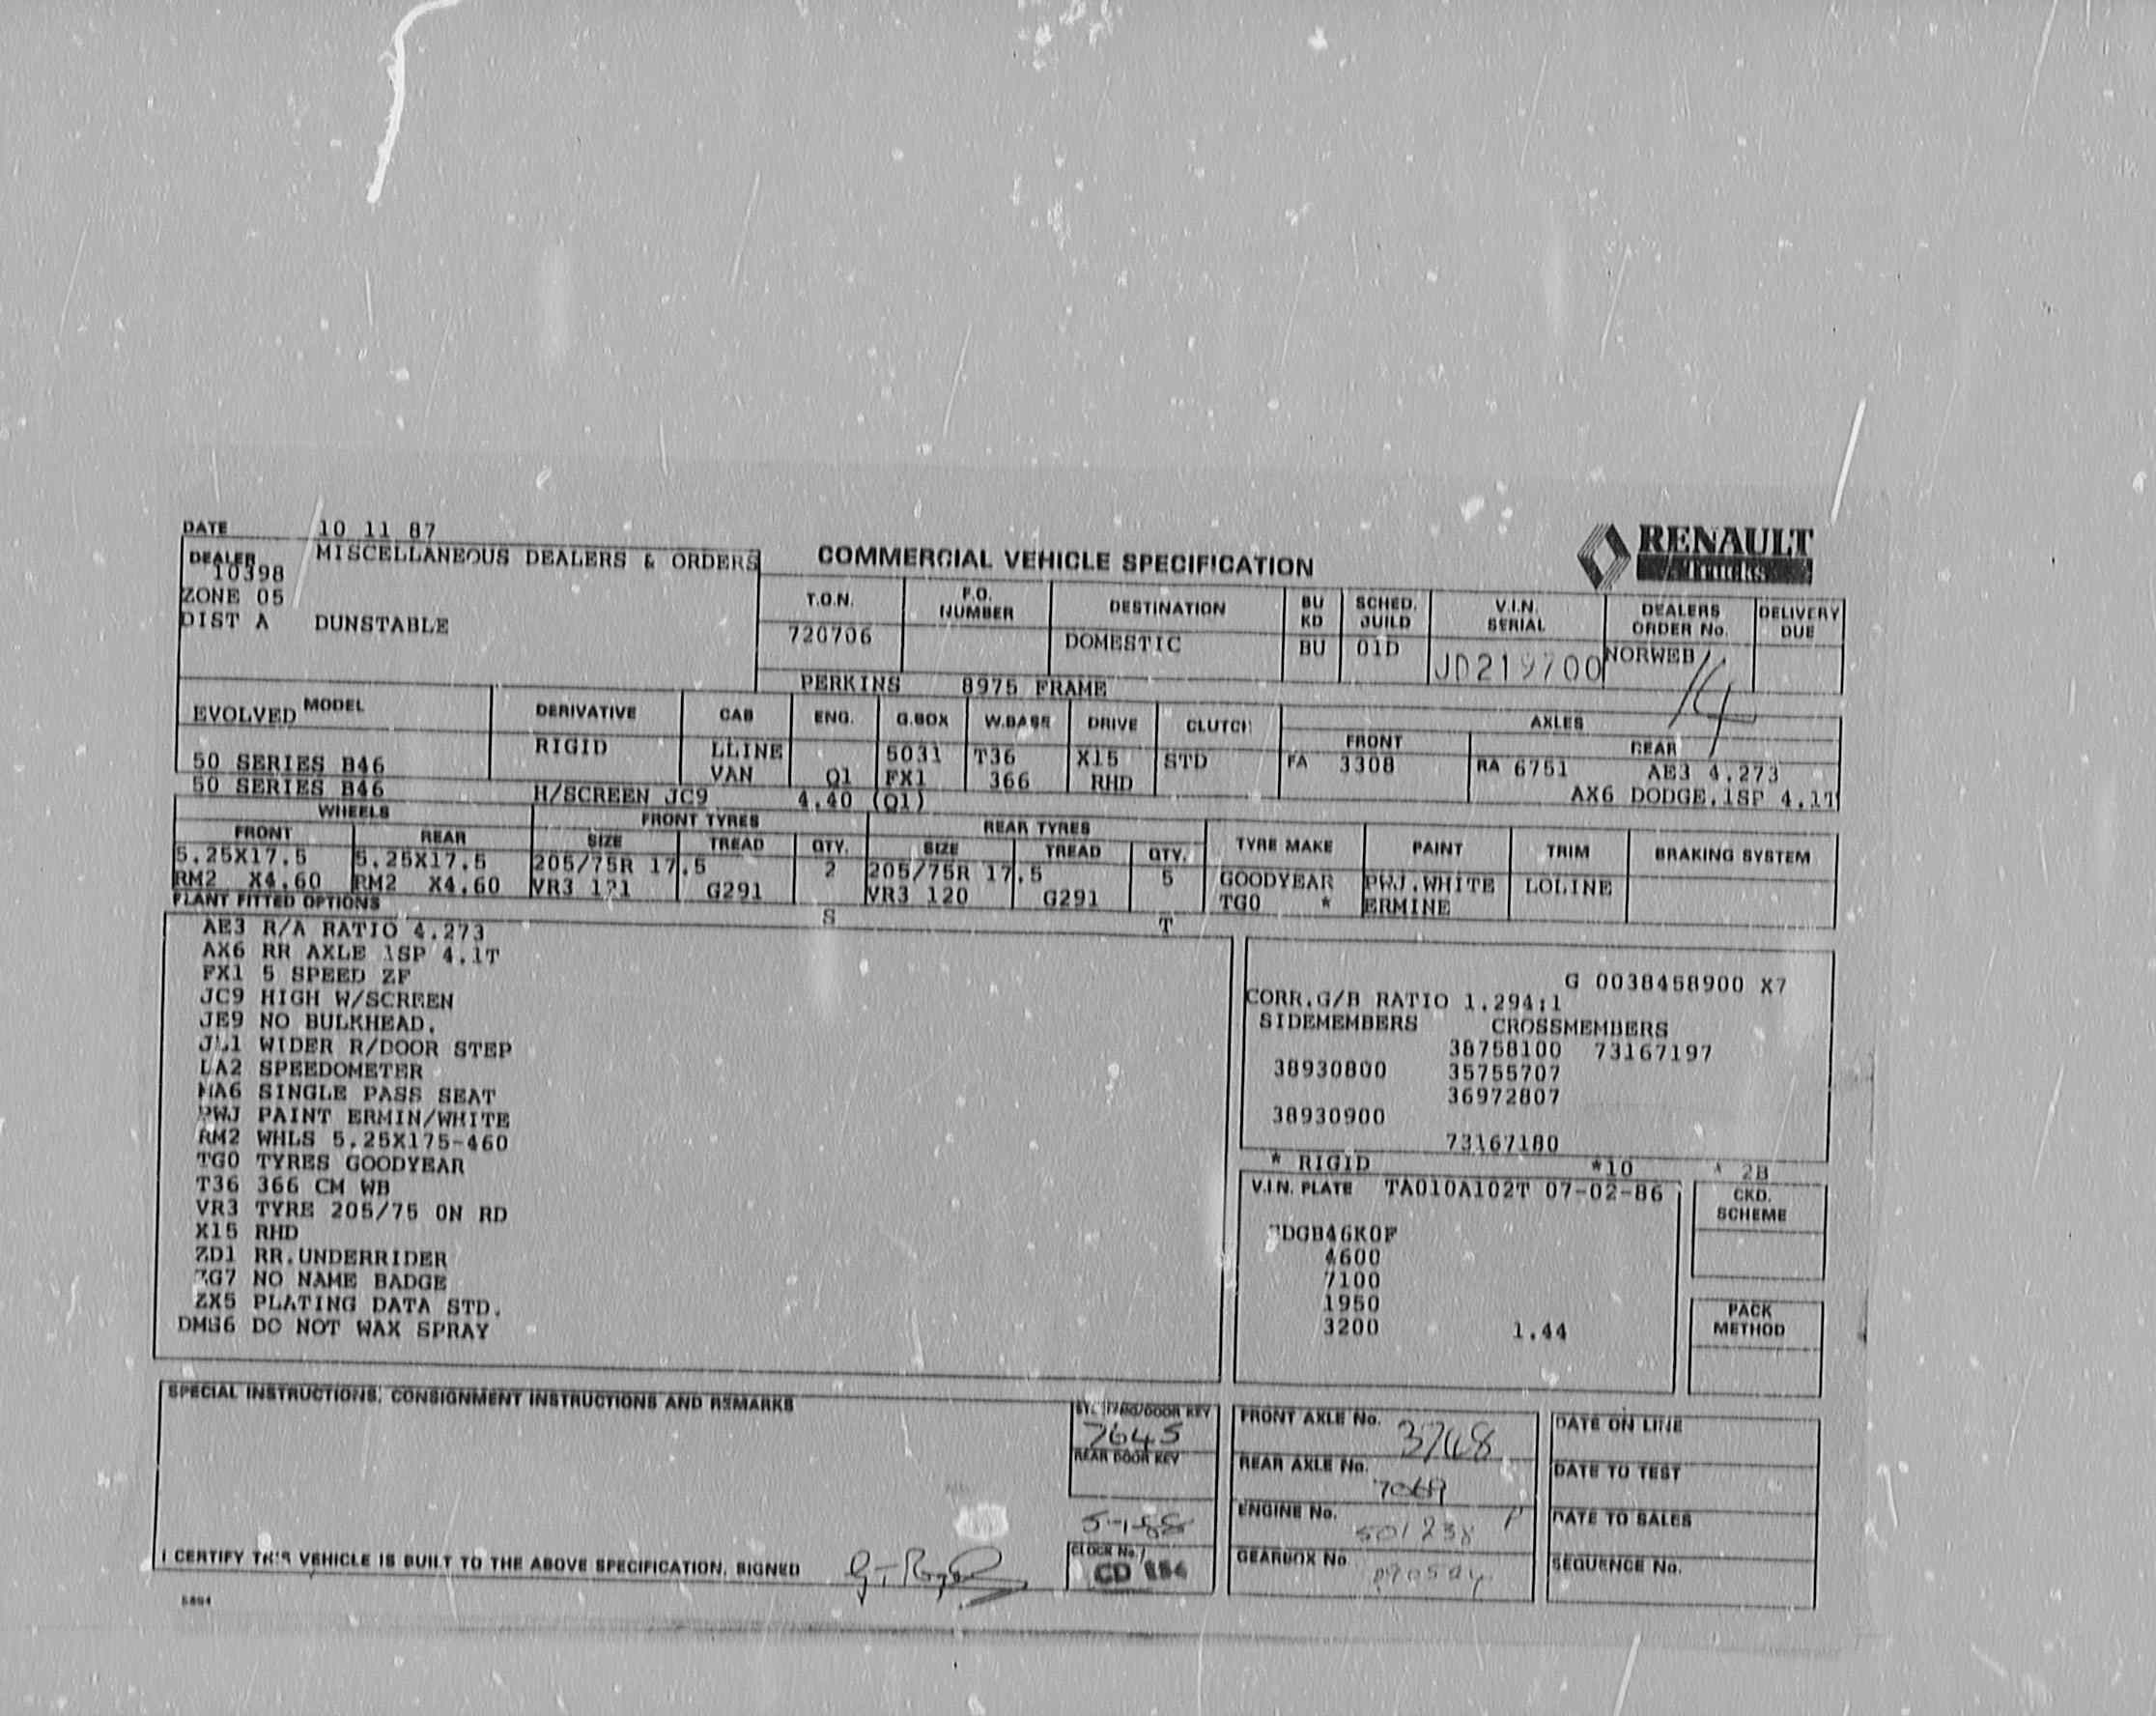 DATE 10 11 87
DEALER MISCELLANEOUS DEALERS & ORDERS
10398
ZONE 05
DIST A DUNSTABLE
COMMERCIAL VEHICLE SPECIFICATION
RENAULT
TRUCKS
T.O.N. F.O. NUMBER DESTINATION BU KD SCHED. BUILD V.I.N. SERIAL DEALERS ORDER No. DELIVERY DUE
720706 DOMESTIC BU 01D JD219700 NORWEB 14
PERKINS 8975 FRAME
MODEL DERIVATIVE CAB ENG. G.BOX W.BASE DRIVE CLUTCH AXLES
FRONT REAR
EVOLVED RIGID LLINE 5031 T36 X15 STD FA 3308 RA 6751 AE3 4.273
50 SERIES B46 VAN Q1 FX1 366 RHD AX6 DODGE.1SP 4.1T
50 SERIES B46 H/SCREEN JC9 4.40 (Q1)
WHEELS FRONT TYRES REAR TYRES
FRONT REAR SIZE TREAD QTY. SIZE TREAD QTY. TYRE MAKE PAINT TRIM BRAKING SYSTEM
5.25X17.5 5.25X17.5 205/75R 17.5 2 205/75R 17.5 5 GOODYEAR PWJ.WHITE LOLINE
RM2 X4.60 RM2 X4.60 VR3 121 G291 VR3 120 G291 TG0 * ERMINE
PLANT FITTED OPTIONS S T
AE3 R/A RATIO 4.273
AX6 RR AXLE 1SP 4.1T
FX1 5 SPEED ZF
JC9 HIGH W/SCREEN
JE9 NO BULKHEAD.
JL1 WIDER R/DOOR STEP
LA2 SPEEDOMETER
MA6 SINGLE PASS SEAT
PWJ PAINT ERMIN/WHITE
RM2 WHLS 5.25X175-460
TG0 TYRES GOODYEAR
T36 366 CM WB
VR3 TYRE 205/75 ON RD
X15 RHD
ZD1 RR.UNDERRIDER
ZG7 NO NAME BADGE
ZX5 PLATING DATA STD.
DM86 DO NOT WAX SPRAY
G 0038458900 X7
CORR.G/B RATIO 1.294;1
SIDEMEMBERS CROSSMEMBERS
38758100 73167197
38930800 35755707
36972807
38930900
73167180
* RIGID *10 * 2B
V.I.N. PLATE TA010A102T 07-02-86
DGB46K0F
4600
7100
1950
3200 1.44
CKD. SCHEME
PACK METHOD
SPECIAL INSTRUCTIONS, CONSIGNMENT INSTRUCTIONS AND REMARKS
DOOR KEY
7645
REAR DOOR KEY
5-1-88
CLOCK No.
CD 886
I CERTIFY THIS VEHICLE IS BUILT TO THE ABOVE SPECIFICATION. SIGNED
FRONT AXLE No. 3748
REAR AXLE No. 7069
ENGINE No. 501238 P
GEARBOX No
DATE ON LINE
DATE TO TEST
DATE TO SALES
SEQUENCE No.